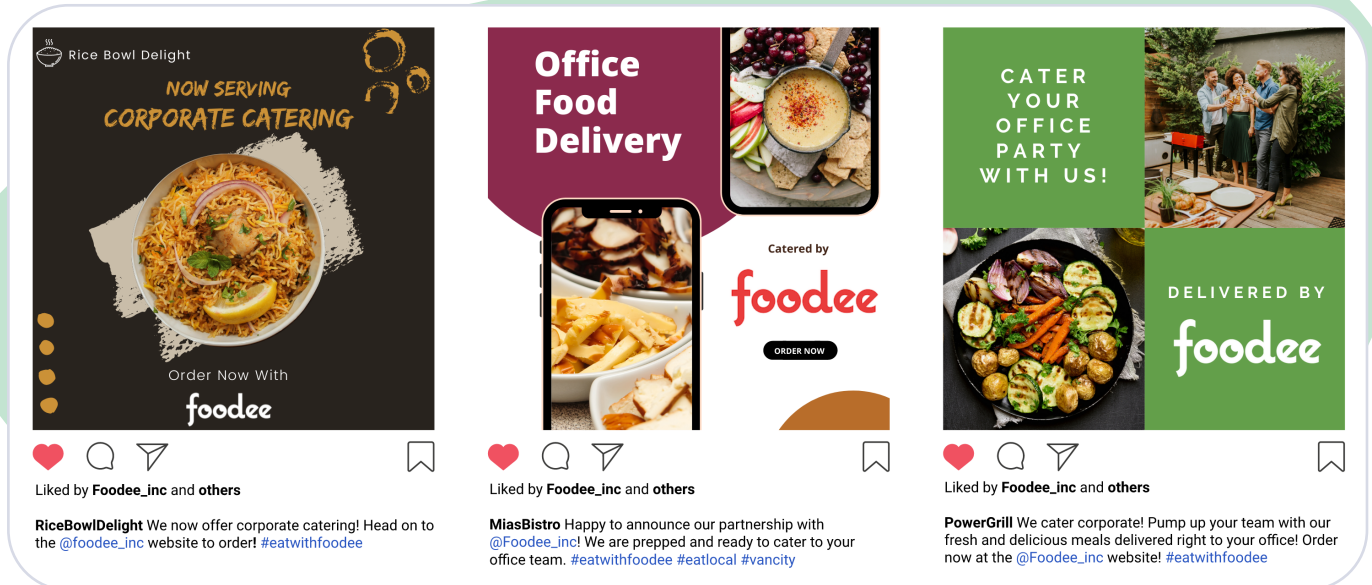 Rice Bowl Delight
NOW SERVING
CORPORATE CATERING
Order Now With
foodee
Liked by Foodee_inc and others
RiceBowlDelight We now offer corporate catering! Head on to
the @foodee_inc website to order! #eatwithfoodee
Office
Food
Delivery
Catered by
foodee
ORDER NOW
Liked by Foodee_inc and others
MiasBistro Happy to announce our partnership with
@Foodee_inc! We are prepped and ready to cater to your
office team. #eatwithfoodee #eatlocal #vancity
CATER
YOUR
OFFICE
PARTY
WITH US!
DELIVERED BY
foodee
Liked by Foodee_inc and others
PowerGrill We cater corporate! Pump up your team with our
fresh and delicious meals delivered right to your office! Order
now at the @Foodee_inc website! #eatwithfoodee